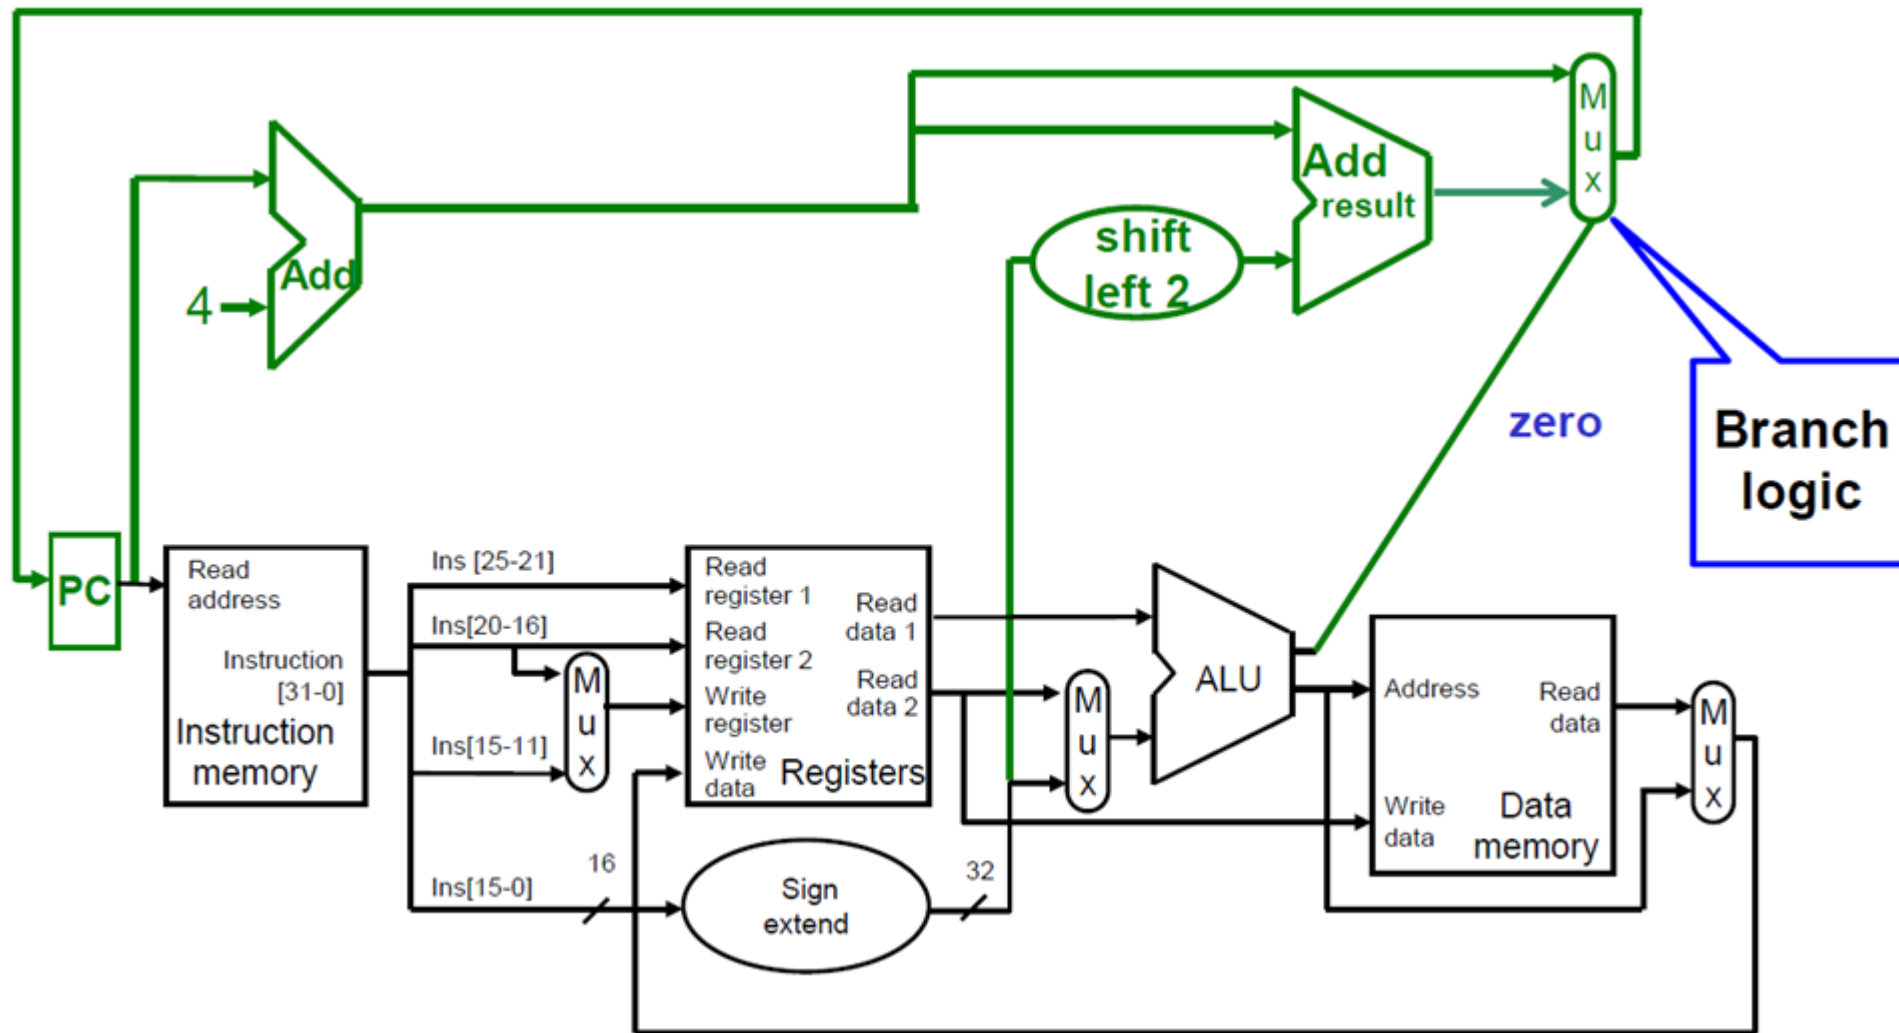 M
u
x
Add
result
shift
left 2
Add
4
zero
Branch
logic
PC
Read
address
Instruction
[31-0]
Instruction
memory
Ins [25-21]
Ins[20-16]
Ins[15-11]
Ins[15-0]
M
u
x
16
Read
register 1
Read
register 2
Write
register
Write
data
Read
data 1
Read
data 2
Registers
Sign
extend
32
M
u
x
ALU
Address
Read
data
Write
data
Data
memory
M
u
x